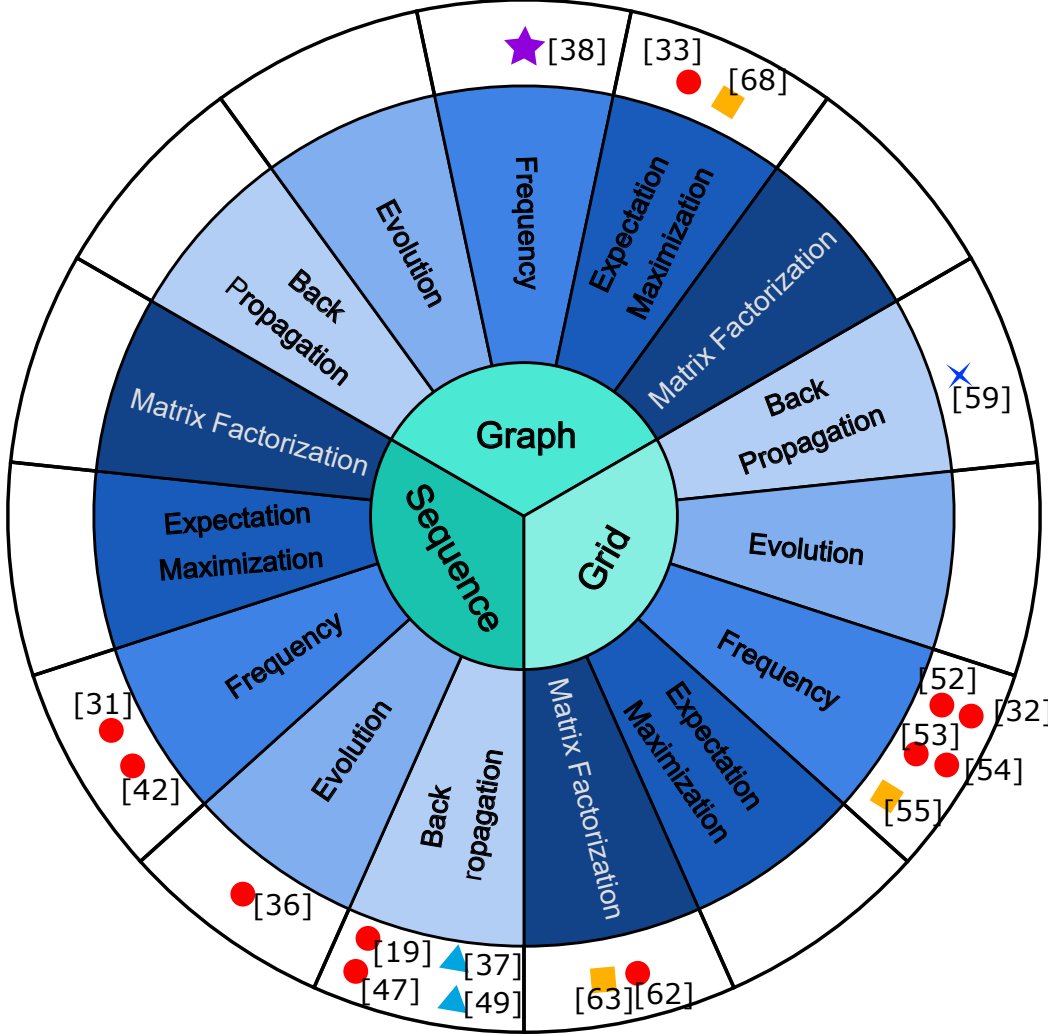 [38]
[33]
[68]
Frequency
Expectation
Maximization
Evolution
Matrix Factorization
Back
Propagation
Back
Propagation
[59]
Matrix Factorization
Graph
Sequence
Grid
Expectation
Maximization
Evolution
Frequency
Frequency
[52]
[32]
[53]
[54]
[55]
[31]
[42]
Evolution
Back
ropagation
Matrix Factorization
Expectation
Maximization
[36]
[19]
[37]
[47]
[49]
[63]
[62]